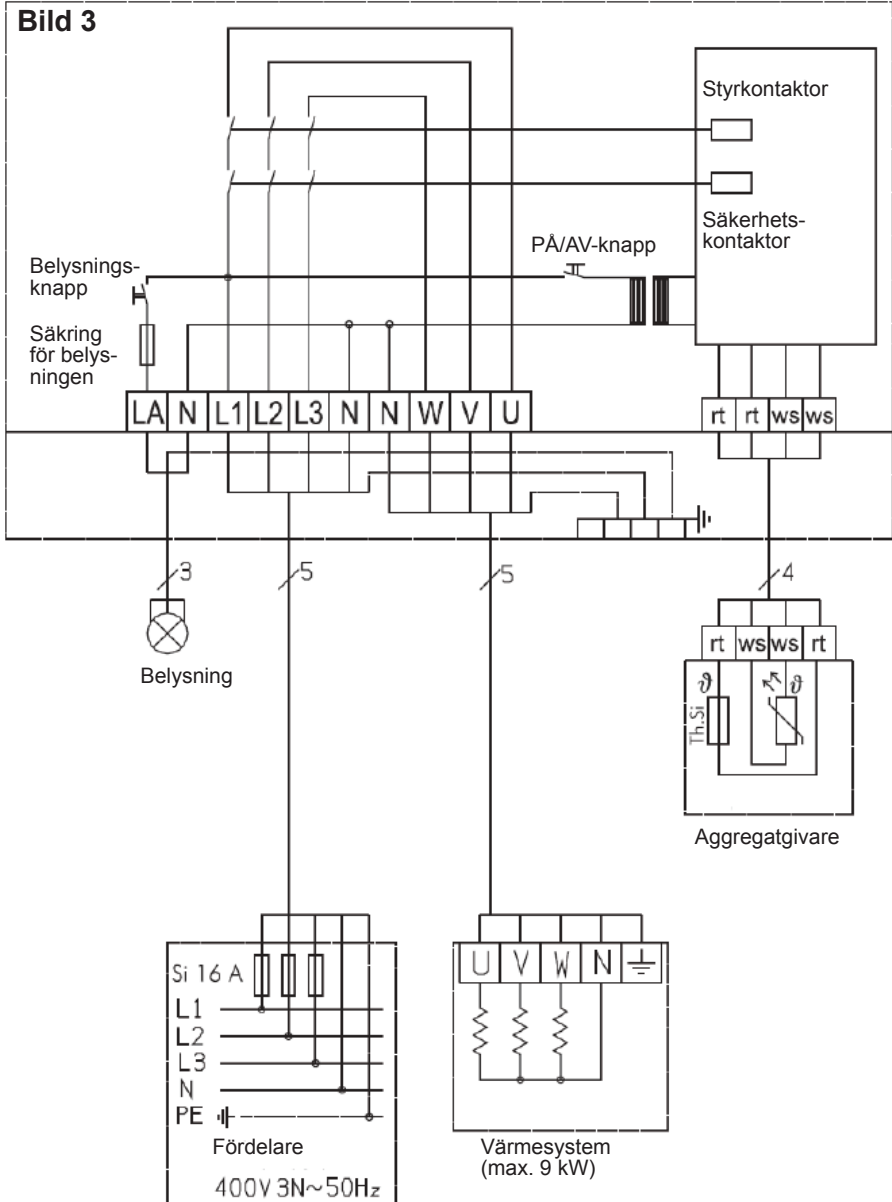 Bild 3
Styrkontaktor
Säkerhets-
kontaktor
PÅ/AV-knapp
Belysnings-
knapp
Säkring
för belys-
ningen
LA N L1 L2 L3 N N W V U
rt rt ws ws
3
5
5
4
Belysning
rt ws ws rt
ϑ
ϑ
Th.Si
Aggregatgivare
Si 16 A
L1
L2
L3
N
PE
Fördelare
400V 3N~50Hz
U V W N
Värmesystem
(max. 9 kW)